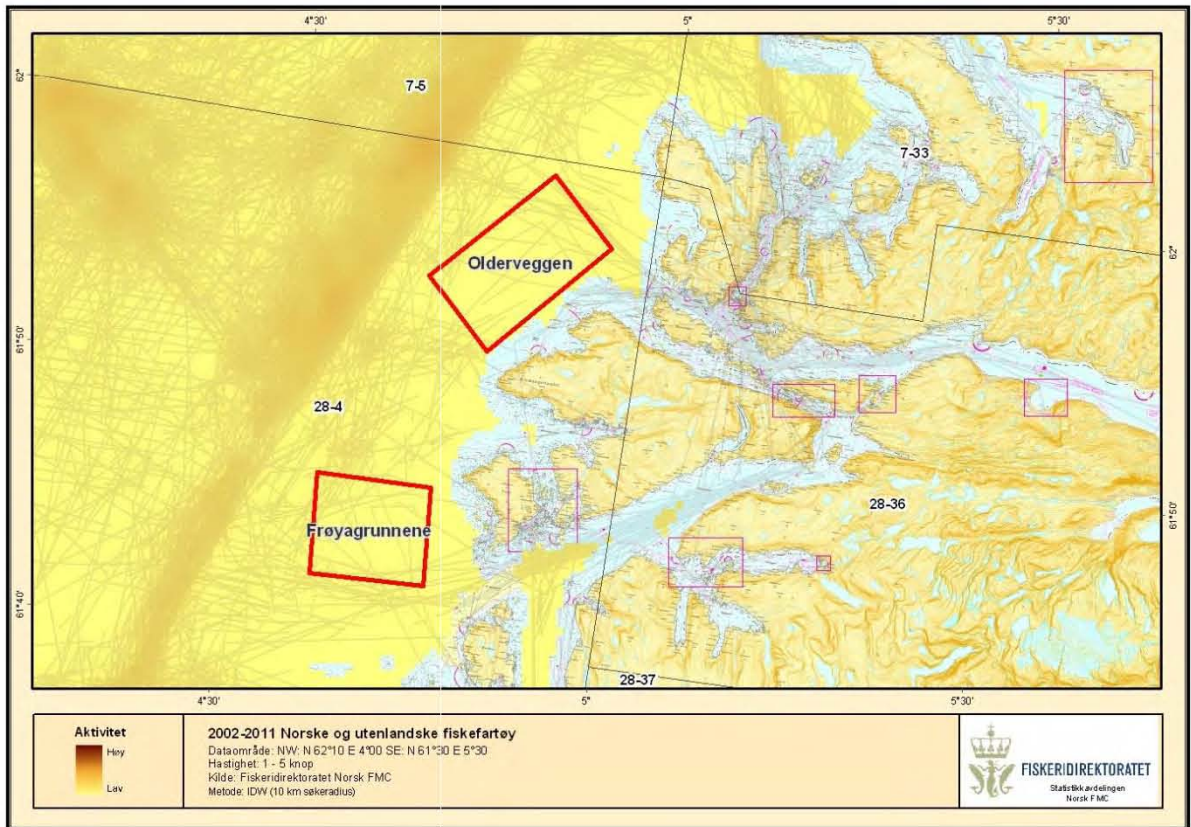 4°30' 5° 5°30'
62°
7-5
7-33
Olderveggen
62°
61°50'
28-4
28-36
61°50'
Frøyagrunnene
61°40'
28-37
4°30' 5° 5°30'
Aktivitet
Høy
Lav
2002-2011 Norske og utenlandske fiskefartøy
Dataområde: NW: N 62°10 E 4°00 SE: N 61°30 E 5°30
Hastighet: 1 - 5 knop
Kilde: Fiskeridirektoratet Norsk FMC
Metode: IDW (10 km søkeradius)
FISKERIDIREKTORATET
Statistikkavdelingen
Norsk FMC